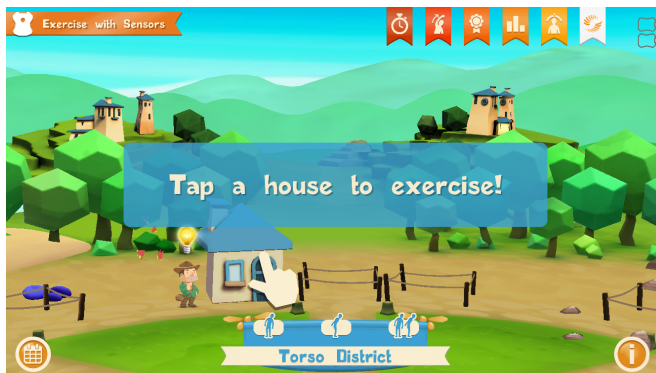 Exercise with Sensors
Tap a house to exercise!
Torso District